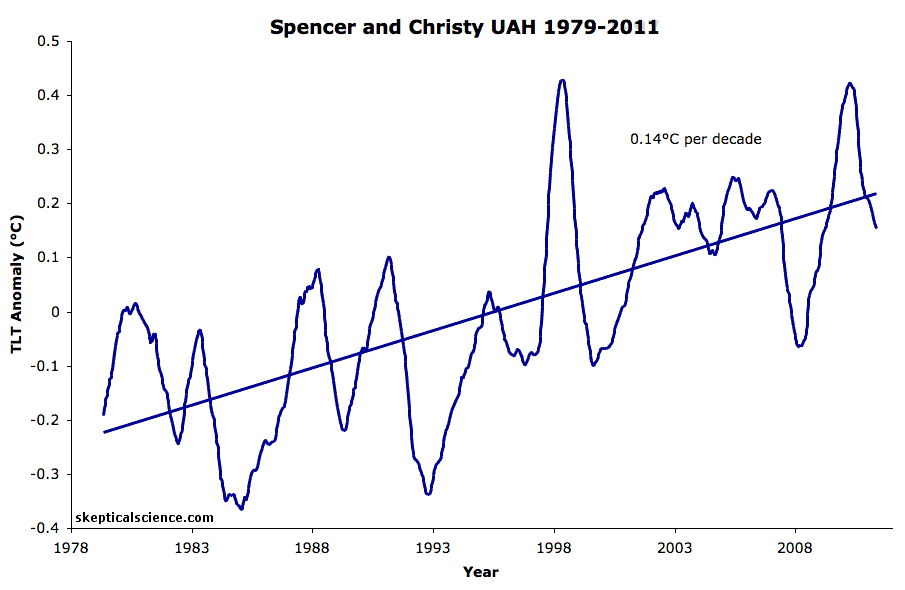 Spencer and Christy UAH 1979-2011
0.5
0.4
0.3
0.2
0.1
0
-0.1
-0.2
-0.3
-0.4
TLT Anomaly (°C)
0.14°C per decade
skepticalscience.com
1978 1983 1988 1993 1998 2003 2008
Year